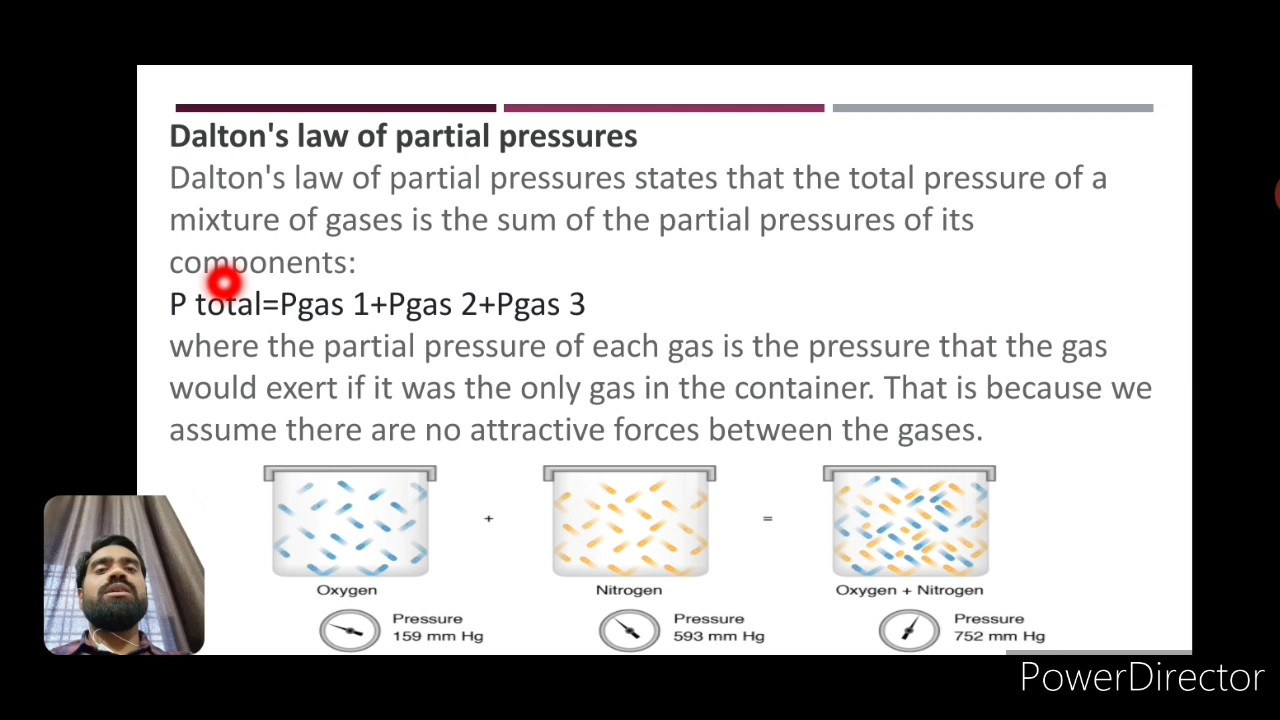 Dalton's law of partial pressures
Dalton's law of partial pressures states that the total pressure of a
mixture of gases is the sum of the partial pressures of its
components:
P total=Pgas 1+Pgas 2+Pgas 3
where the partial pressure of each gas is the pressure that the gas
would exert if it was the only gas in the container. That is because we
assume there are no attractive forces between the gases.
+ =
Oxygen Nitrogen Oxygen + Nitrogen
Pressure Pressure Pressure
159 mm Hg 593 mm Hg 752 mm Hg
PowerDirector